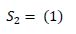 S₂ = (1)